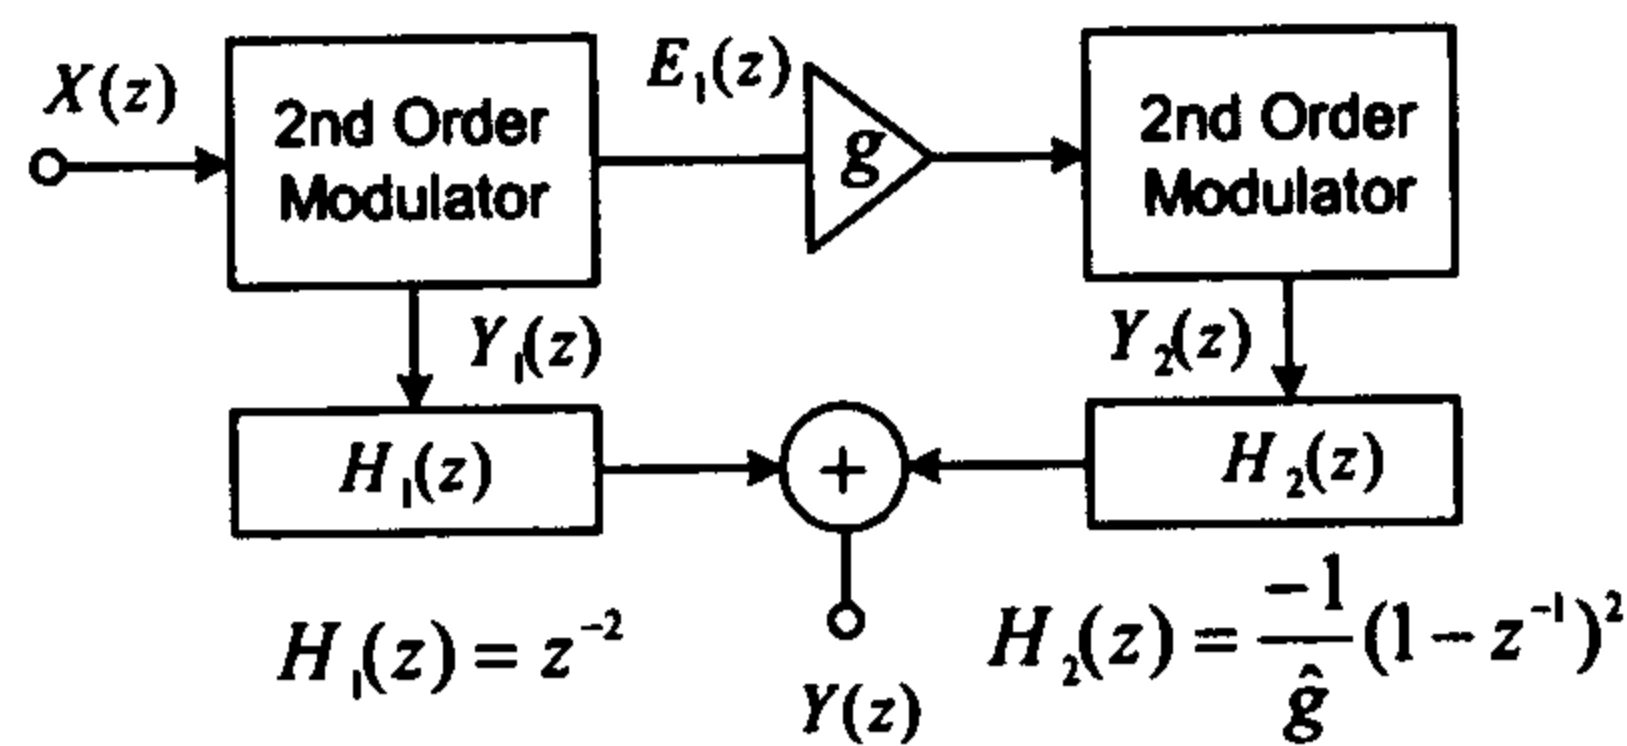 X(z)
2nd Order
Modulator
E₁(z)
g
2nd Order
Modulator
Y₁(z)
Y₂(z)
H₁(z)
+
H₂(z)
H₁(z) = z⁻²
Y(z)
H₂(z) = -1/ĝ (1 - z⁻¹)²